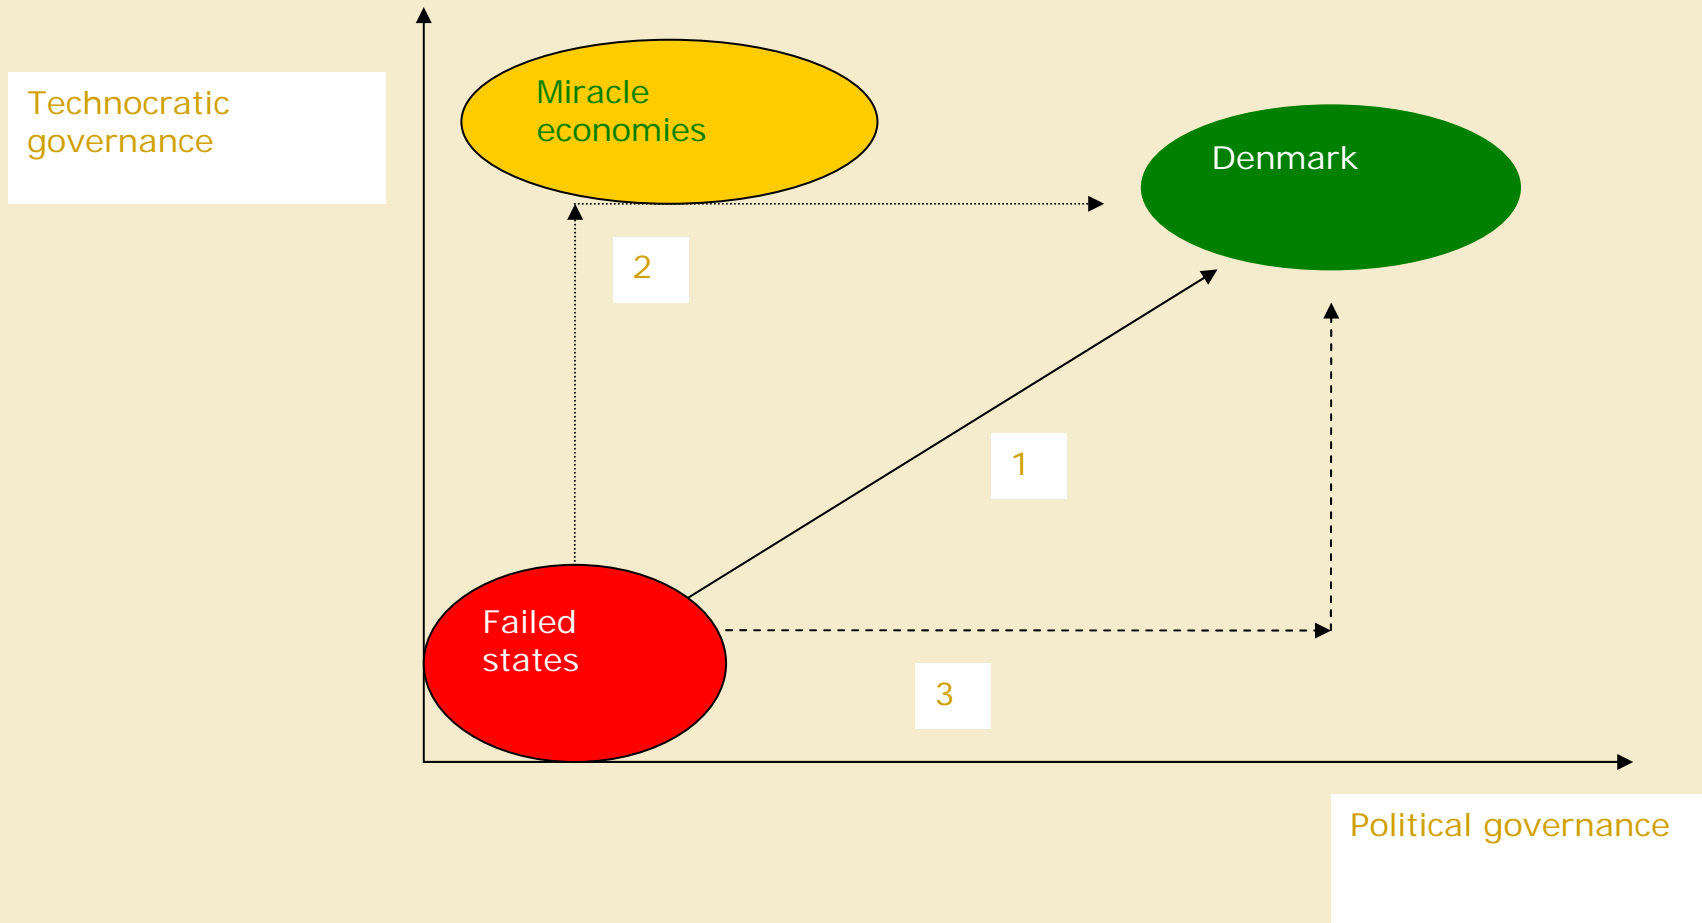 Technocratic
governance
Miracle
economies
Denmark
2
1
Failed
states
3
Political governance